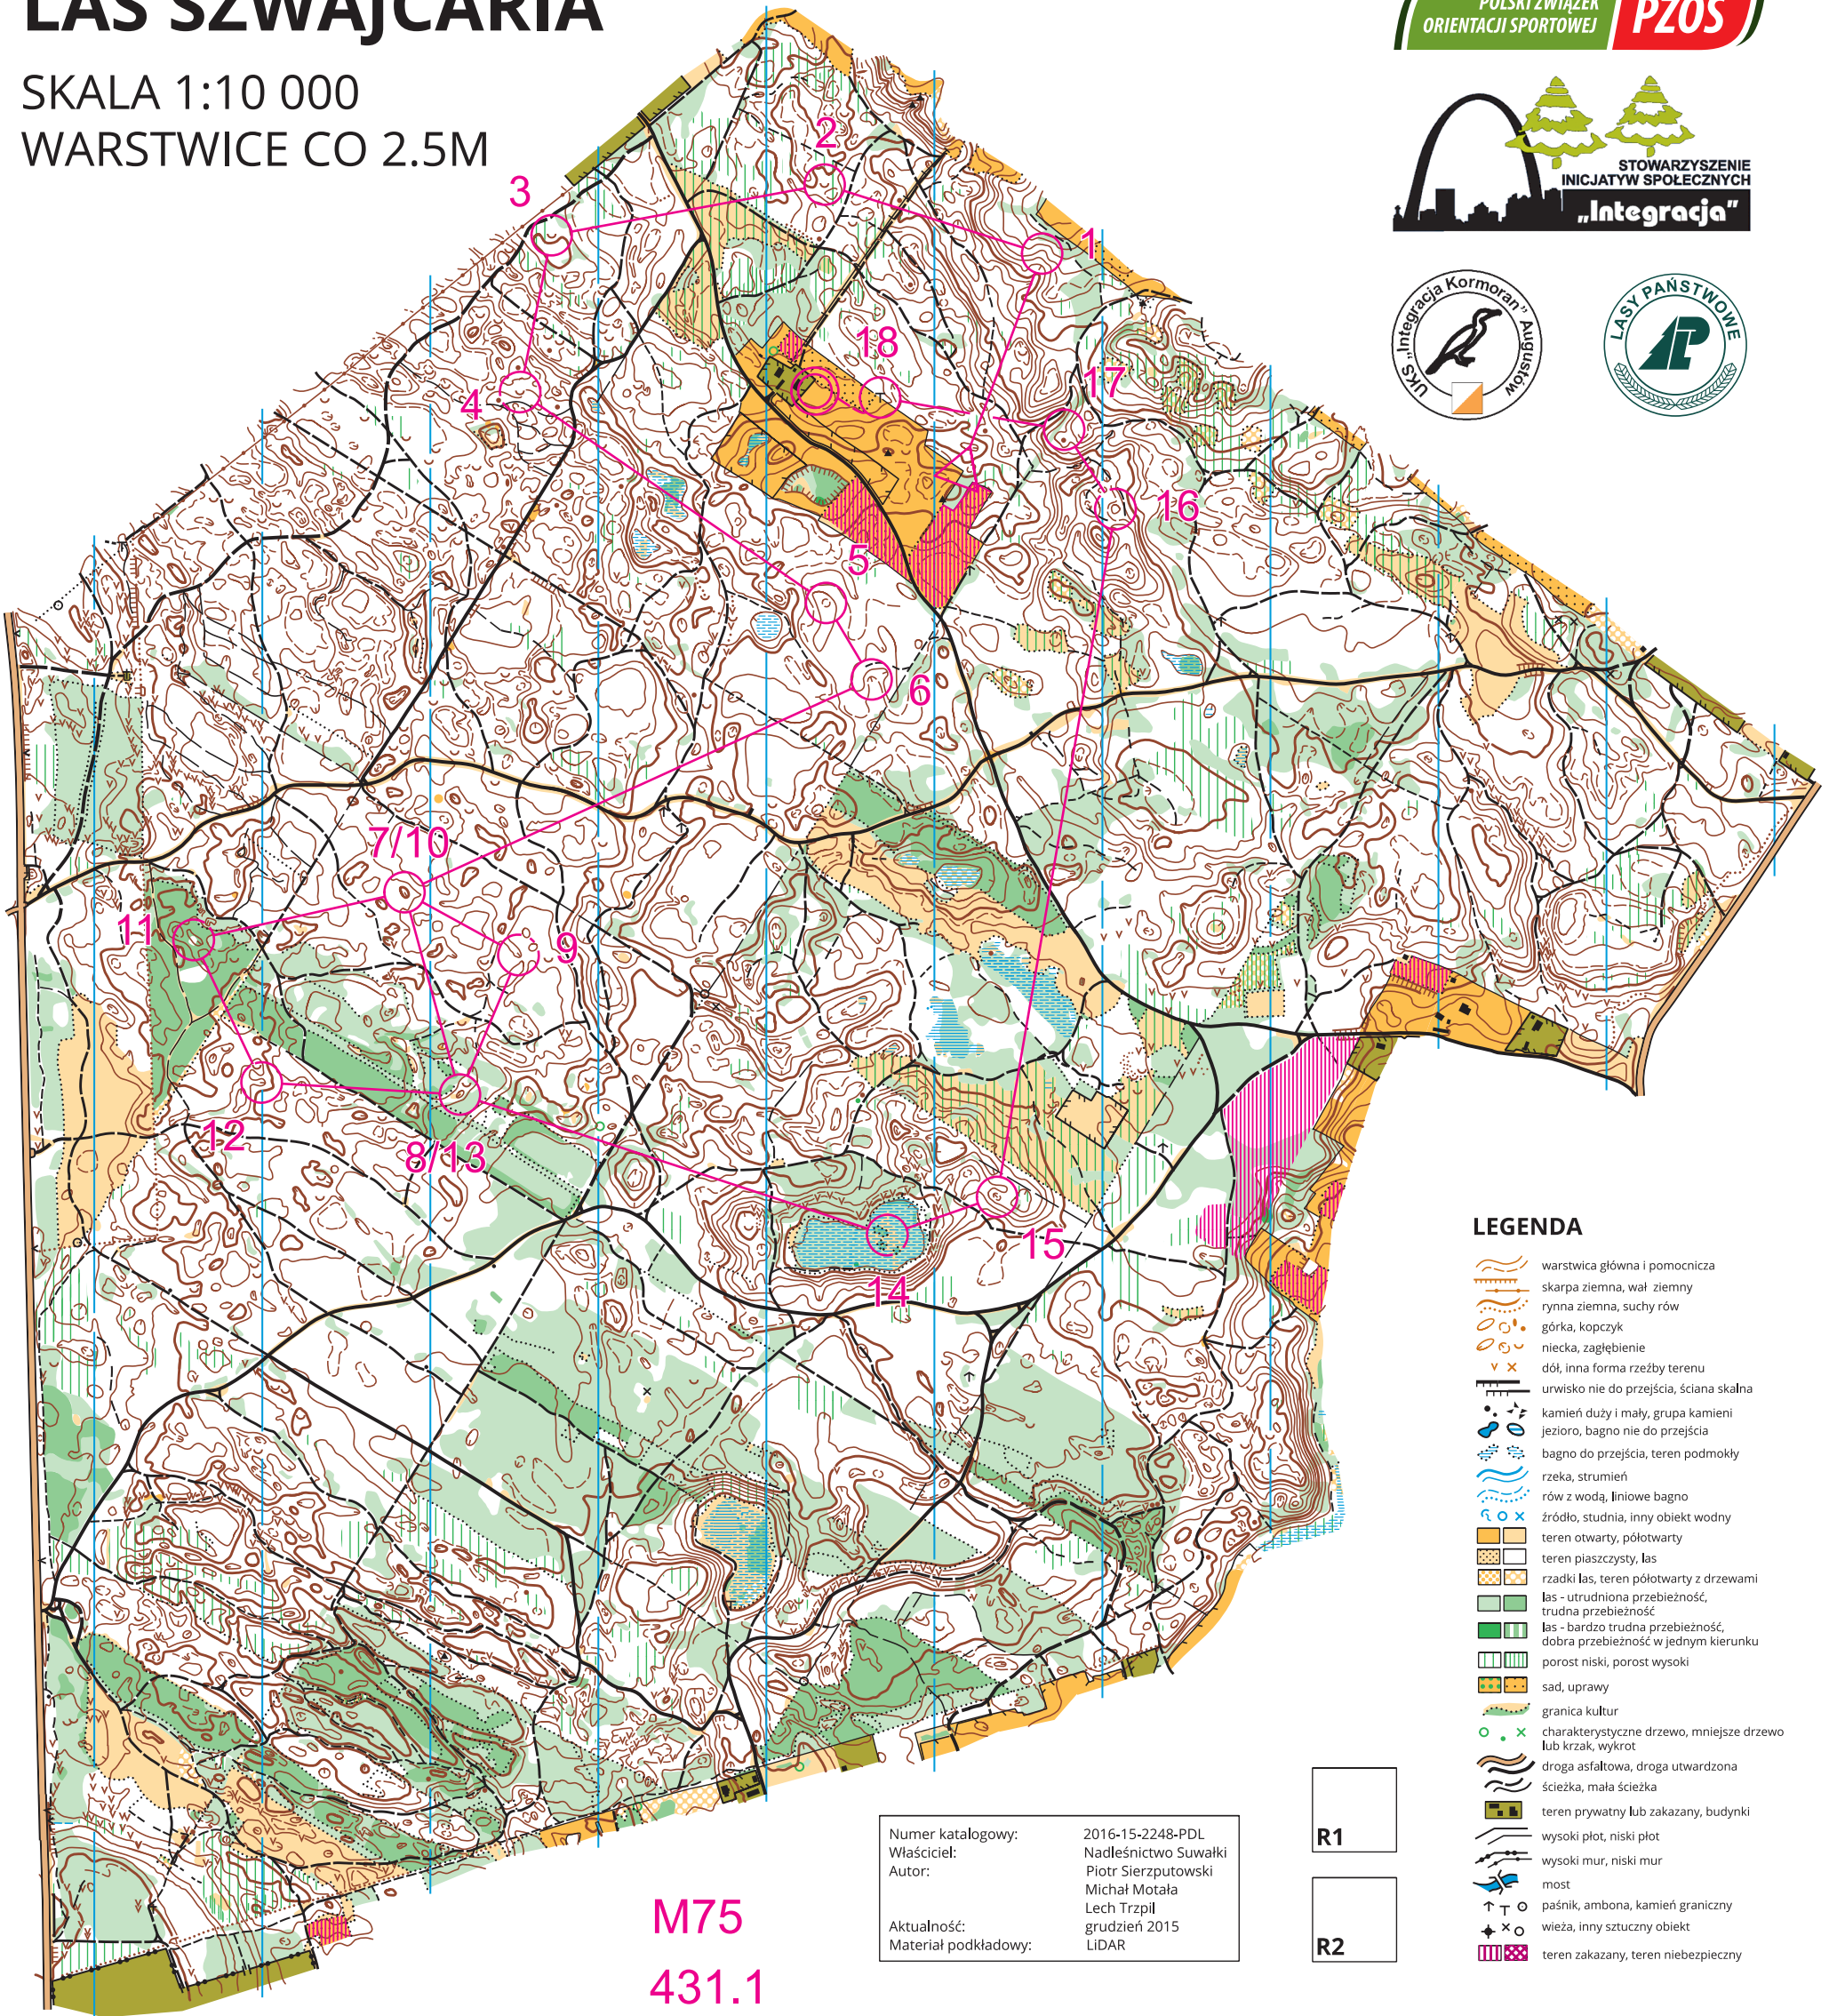 LAS SZWAJCARIA
SKALA 1:10 000
WARSTWICE CO 2.5M
POLSKI ZWIĄZEK
ORIENTACJI SPORTOWEJ
PZOS
STOWARZYSZENIE
INICJATYW SPOŁECZNYCH
„Integracja”
UKS „Integracja Kormoran” Augustów
LASY PAŃSTWOWE
LP
2
3
1
18
17
4
16
5
6
7/10
11
9
12
8/13
15
14
LEGENDA
warstwica główna i pomocnicza
skarpa ziemna, wał ziemny
rynna ziemna, suchy rów
górka, kopczyk
niecka, zagłębienie
dół, inna forma rzeźby terenu
urwisko nie do przejścia, ściana skalna
kamień duży i mały, grupa kamieni
jezioro, bagno nie do przejścia
bagno do przejścia, teren podmokły
rzeka, strumień
rów z wodą, liniowe bagno
źródło, studnia, inny obiekt wodny
teren otwarty, półotwarty
teren piaszczysty, las
rzadki las, teren półotwarty z drzewami
las - utrudniona przebieżność,
trudna przebieżność
las - bardzo trudna przebieżność,
dobra przebieżność w jednym kierunku
porost niski, porost wysoki
sad, uprawy
granica kultur
charakterystyczne drzewo, mniejsze drzewo
lub krzak, wykrot
droga asfaltowa, droga utwardzona
ścieżka, mała ścieżka
teren prywatny lub zakazany, budynki
wysoki płot, niski płot
wysoki mur, niski mur
most
paśnik, ambona, kamień graniczny
wieża, inny sztuczny obiekt
teren zakazany, teren niebezpieczny
Numer katalogowy: 2016-15-2248-PDL
Właściciel: Nadleśnictwo Suwałki
Autor: Piotr Sierzputowski
Michał Motała
Lech Trzpil
Aktualność: grudzień 2015
Materiał podkładowy: LiDAR
R1
R2
M75
431.1